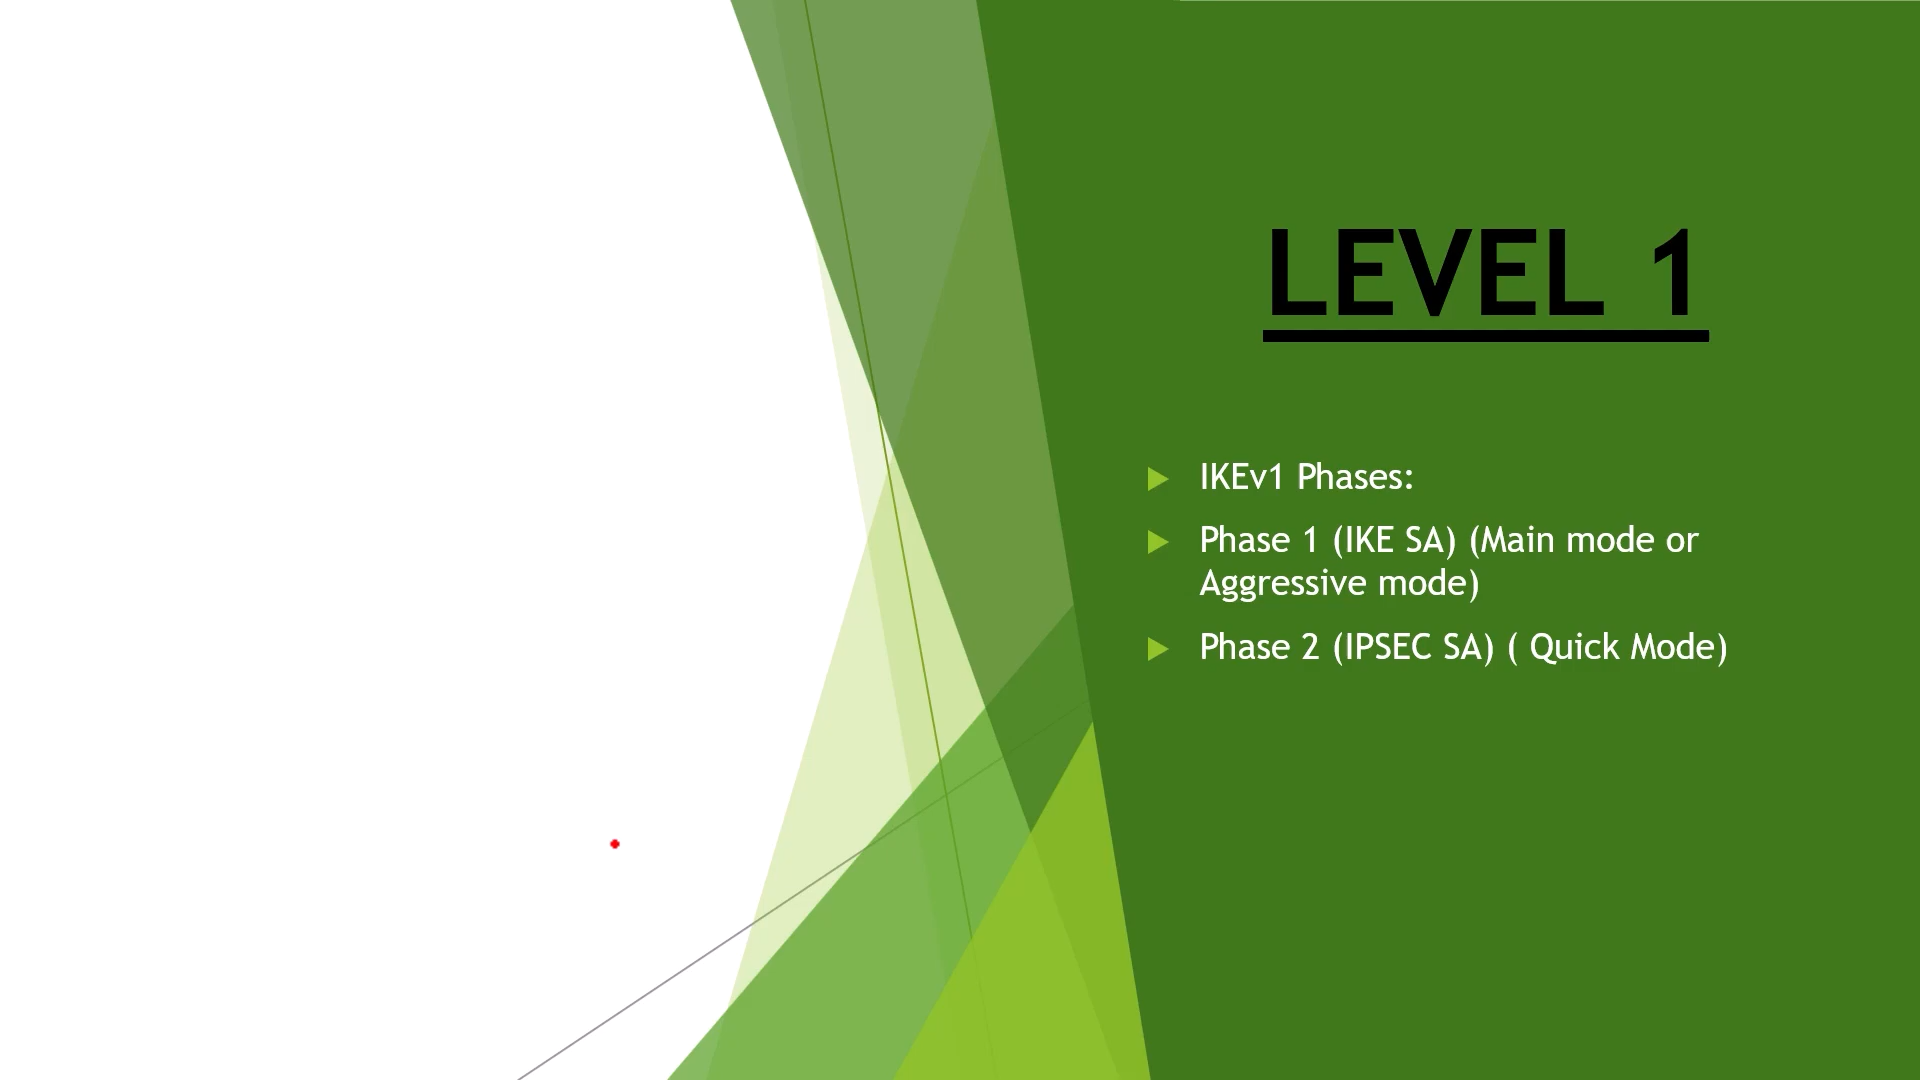 LEVEL 1
IKEv1 Phases:
Phase 1 (IKE SA) (Main mode or
Aggressive mode)
Phase 2 (IPSEC SA) ( Quick Mode)